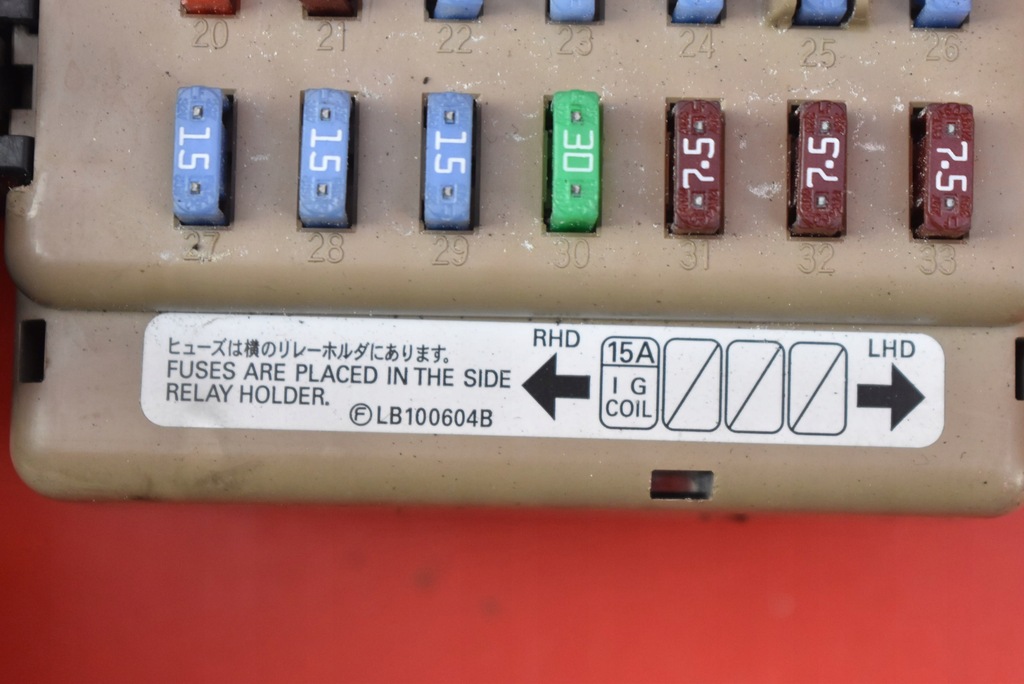 20 21 22 23 24 25 26
15 15 15 30 7.5 7.5 7.5
27 28 29 30 31 32 33
ヒューズは横のリレーホルダにあります。
FUSES ARE PLACED IN THE SIDE
RELAY HOLDER.
Ⓕ LB100604B
RHD
15A
I G
COIL
LHD